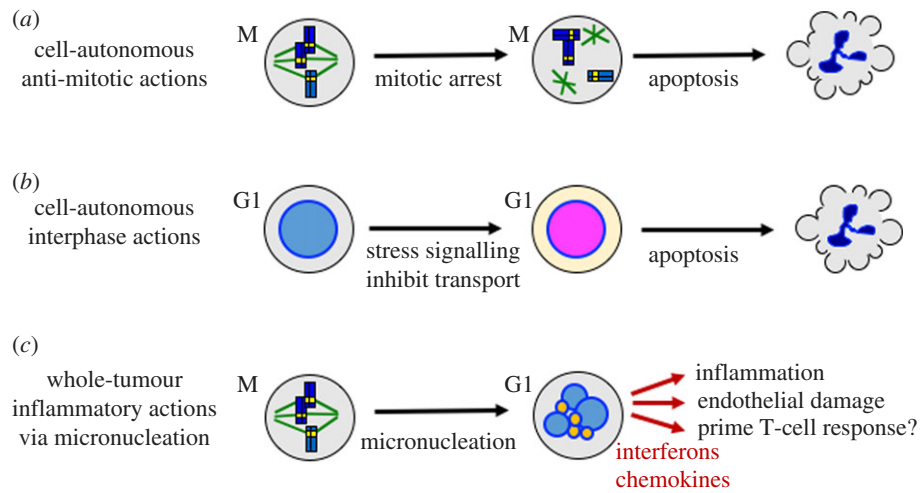 (a)
cell-autonomous
anti-mitotic actions
M
mitotic arrest
M
apoptosis
(b)
cell-autonomous
interphase actions
G1
stress signalling
inhibit transport
G1
apoptosis
(c)
whole-tumour
inflammatory actions
via micronucleation
M
micronucleation
G1
inflammation
endothelial damage
prime T-cell response?
interferons
chemokines